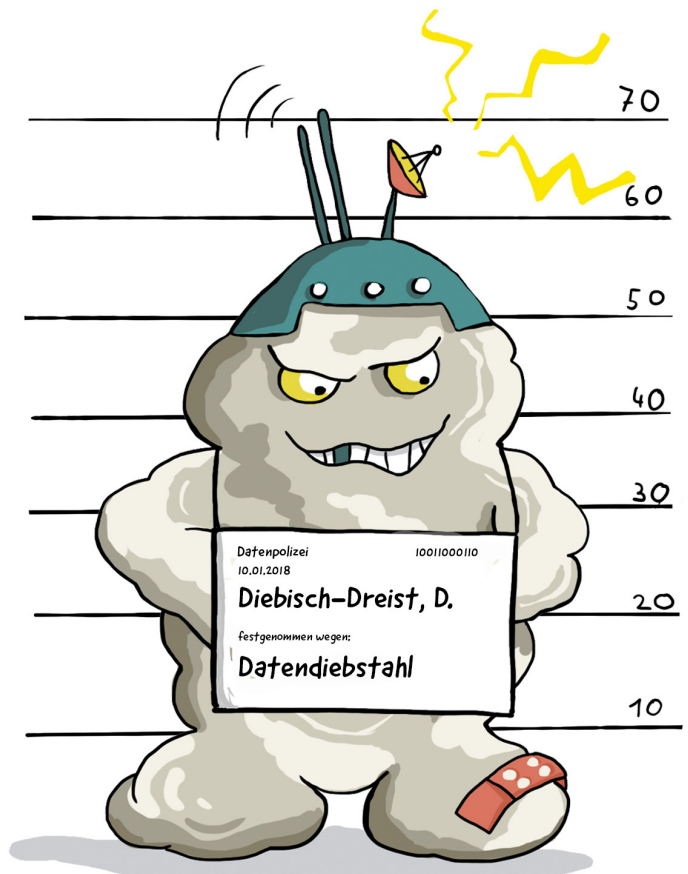 70
60
50
40
30
Datenpolizei 10011000110
10.01.2018
Diebisch-Dreist, D.
20
festgenommen wegen:
Datendiebstahl
10